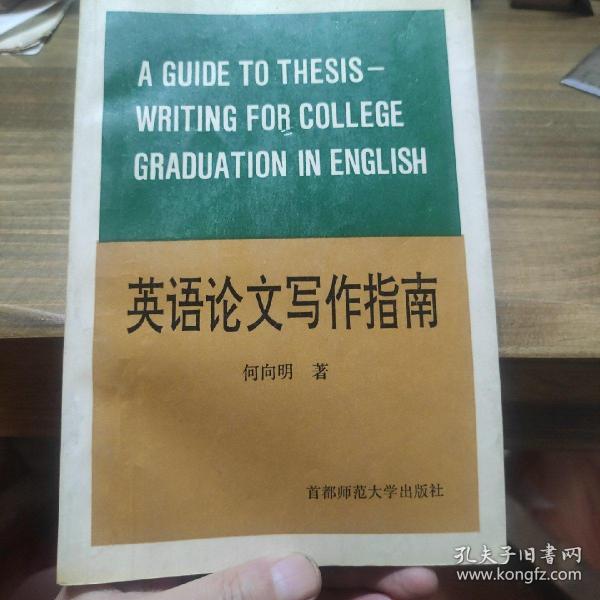 A GUIDE TO THESIS–
WRITING FOR COLLEGE
GRADUATION IN ENGLISH
英语论文写作指南
何向明 著
首都师范大学出版社
孔夫子旧书网
www.kongfz.com